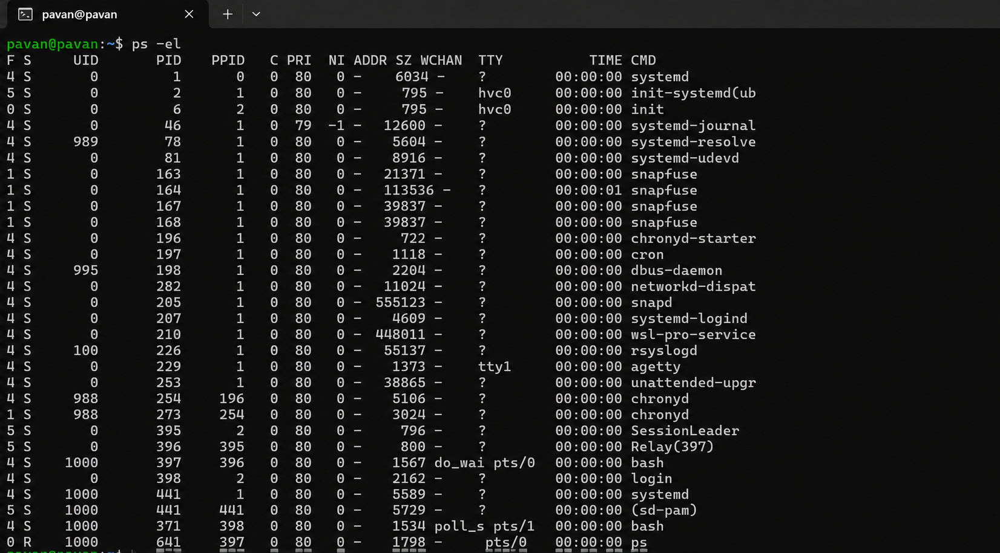 pavan@pavan
pavan@pavan:~$ ps -el
F S UID PID PPID C PRI NI ADDR SZ WCHAN TTY TIME CMD
4 S 0 1 0 0 80 0 - 6034 - ? 00:00:00 systemd
5 S 0 2 1 0 80 0 - 795 - hvc0 00:00:00 init-systemd(ub
0 S 0 6 2 0 80 0 - 795 - hvc0 00:00:00 init
4 S 0 46 1 0 79 -1 - 12600 - ? 00:00:00 systemd-journal
4 S 989 78 1 0 80 0 - 5604 - ? 00:00:00 systemd-resolve
4 S 0 81 1 0 80 0 - 8916 - ? 00:00:00 systemd-udevd
1 S 0 163 1 0 80 0 - 21371 - ? 00:00:00 snapfuse
1 S 0 164 1 0 80 0 - 113536 - ? 00:00:01 snapfuse
1 S 0 167 1 0 80 0 - 39837 - ? 00:00:00 snapfuse
1 S 0 168 1 0 80 0 - 39837 - ? 00:00:00 snapfuse
4 S 0 196 1 0 80 0 - 722 - ? 00:00:00 chronyd-starter
4 S 0 197 1 0 80 0 - 1118 - ? 00:00:00 cron
4 S 995 198 1 0 80 0 - 2204 - ? 00:00:00 dbus-daemon
4 S 0 282 1 0 80 0 - 11024 - ? 00:00:00 networkd-dispat
4 S 0 205 1 0 80 0 - 555123 - ? 00:00:00 snapd
4 S 0 207 1 0 80 0 - 4609 - ? 00:00:00 systemd-logind
4 S 0 210 1 0 80 0 - 448011 - ? 00:00:00 wsl-pro-service
4 S 100 226 1 0 80 0 - 55137 - ? 00:00:00 rsyslogd
4 S 0 229 1 0 80 0 - 1373 - tty1 00:00:00 agetty
4 S 0 253 1 0 80 0 - 38865 - ? 00:00:00 unattended-upgr
4 S 988 254 196 0 80 0 - 5106 - ? 00:00:00 chronyd
1 S 988 273 254 0 80 0 - 3024 - ? 00:00:00 chronyd
5 S 0 395 2 0 80 0 - 796 - ? 00:00:00 SessionLeader
5 S 0 396 395 0 80 0 - 800 - ? 00:00:00 Relay(397)
4 S 1000 397 396 0 80 0 - 1567 do_wai pts/0 00:00:00 bash
4 S 0 398 2 0 80 0 - 2162 - ? 00:00:00 login
4 S 1000 441 1 0 80 0 - 5589 - ? 00:00:00 systemd
5 S 1000 441 441 0 80 0 - 5729 - ? 00:00:00 (sd-pam)
4 S 1000 371 398 0 80 0 - 1534 poll_s pts/1 00:00:00 bash
0 R 1000 641 397 0 80 0 - 1798 - pts/0 00:00:00 ps